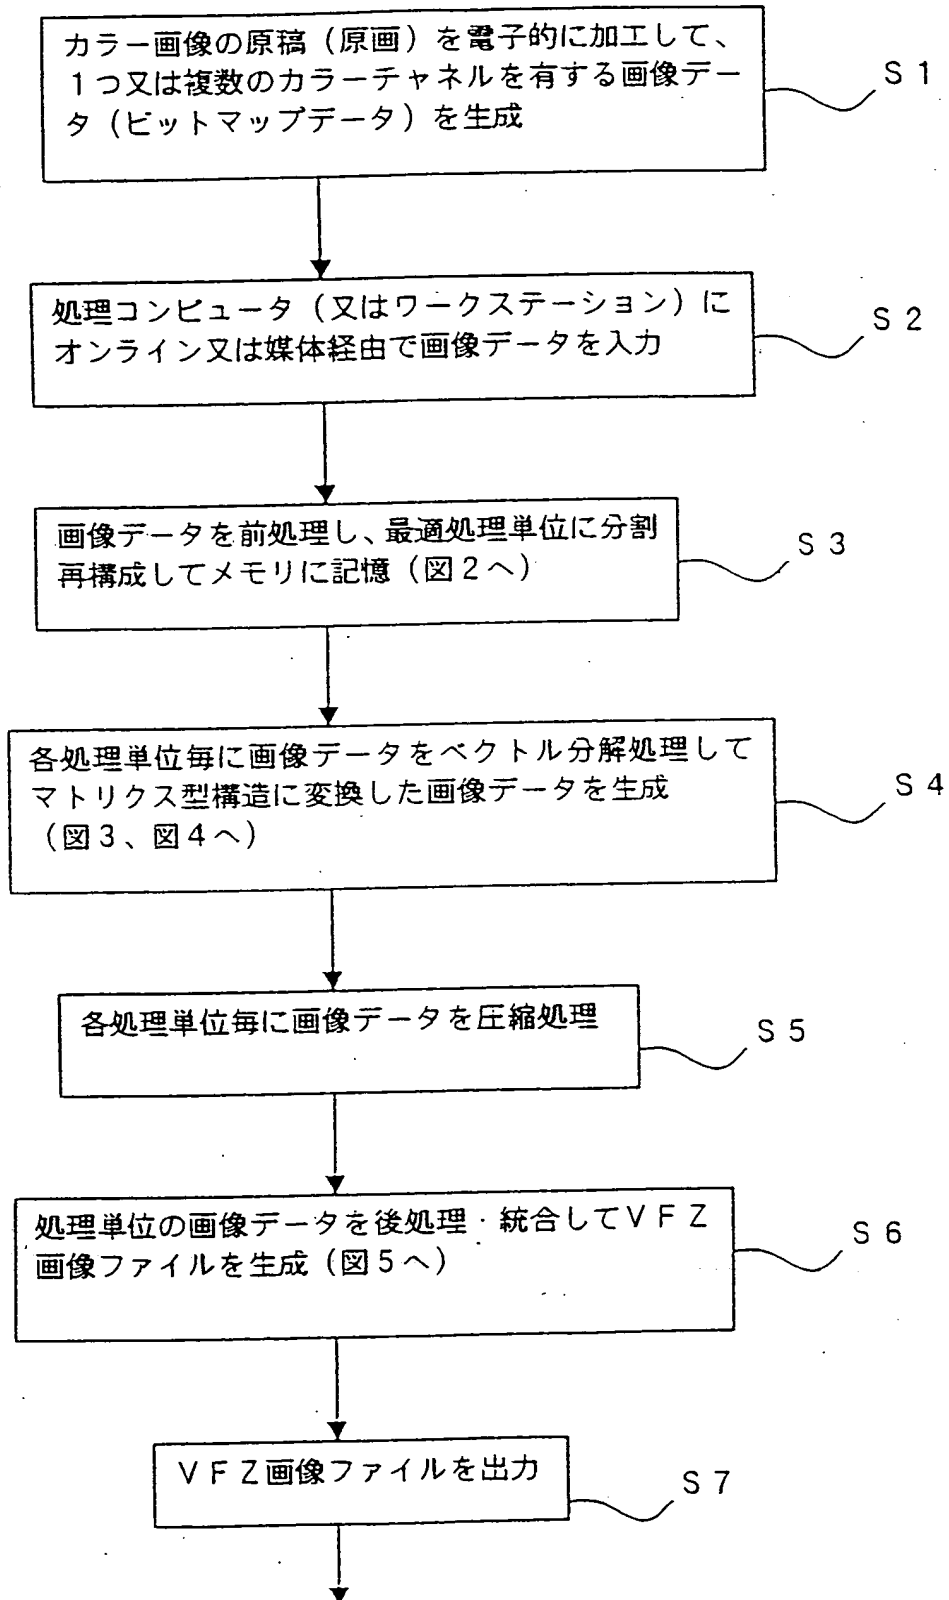 カラー画像の原稿（原画）を電子的に加工して、
１つ又は複数のカラーチャネルを有する画像デー
タ（ビットマップデータ）を生成
Ｓ１
処理コンピュータ（又はワークステーション）に
オンライン又は媒体経由で画像データを入力
Ｓ２
画像データを前処理し、最適処理単位に分割
再構成してメモリに記憶（図２へ）
Ｓ３
各処理単位毎に画像データをベクトル分解処理して
マトリクス型構造に変換した画像データを生成
（図３、図４へ）
Ｓ４
各処理単位毎に画像データを圧縮処理
Ｓ５
処理単位の画像データを後処理・統合してＶＦＺ
画像ファイルを生成（図５へ）
Ｓ６
ＶＦＺ画像ファイルを出力
Ｓ７